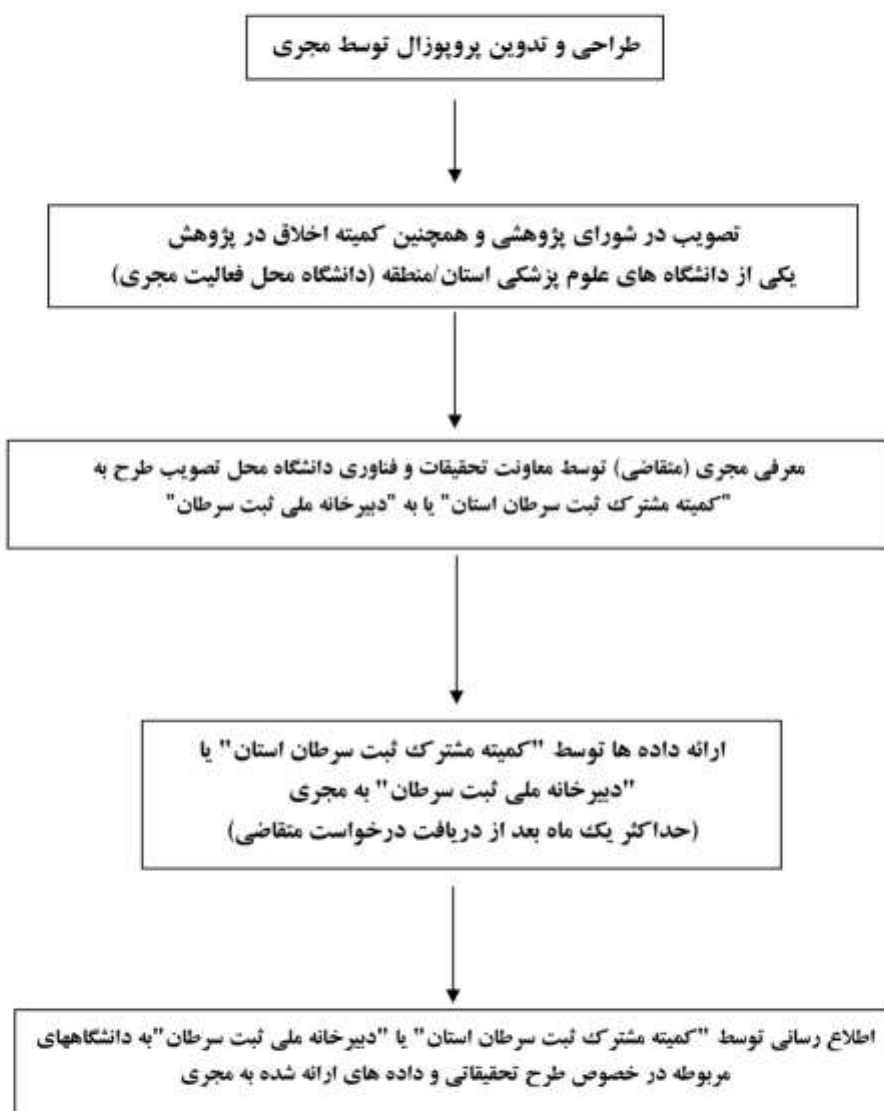 طراحی و تدوین پروپوزال توسط مجری
تصویب در شورای پژوهشی و همچنین کمیته اخلاق در پژوهش
یکی از دانشگاه های علوم پزشکی استان/منطقه (دانشگاه محل فعالیت مجری)
معرفی مجری (متقاضی) توسط معاونت تحقیقات و فناوری دانشگاه محل تصویب طرح به
"کمیته مشترک ثبت سرطان استان" یا به "دبیرخانه ملی ثبت سرطان"
ارائه داده ها توسط "کمیته مشترک ثبت سرطان استان" یا
"دبیرخانه ملی ثبت سرطان" به مجری
(حداکثر یک ماه بعد از دریافت درخواست متقاضی)
اطلاع رسانی توسط "کمیته مشترک ثبت سرطان استان" یا "دبیرخانه ملی ثبت سرطان"به دانشگاههای
مربوطه در خصوص طرح تحقیقاتی و داده های ارائه شده به مجری